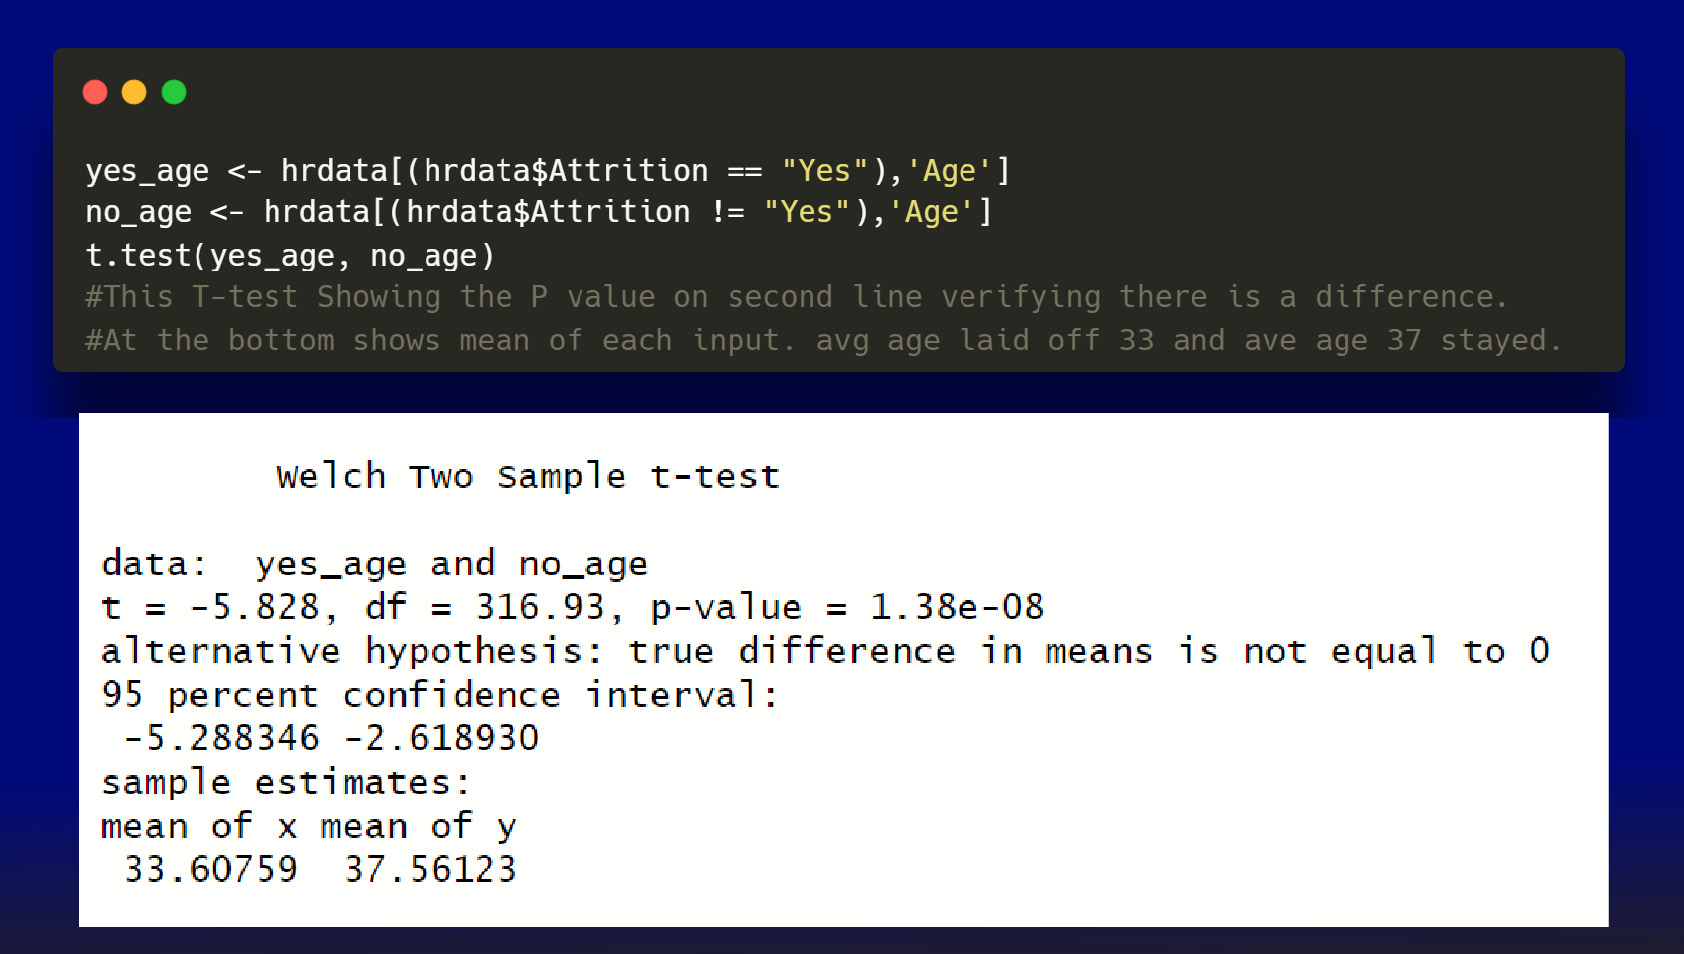 yes_age <- hrdata[(hrdata$Attrition == "Yes"),'Age']
no_age <- hrdata[(hrdata$Attrition != "Yes"),'Age']
t.test(yes_age, no_age)
#This T-test Showing the P value on second line verifying there is a difference.
#At the bottom shows mean of each input. avg age laid off 33 and ave age 37 stayed.
Welch Two Sample t-test
data:  yes_age and no_age
t = -5.828, df = 316.93, p-value = 1.38e-08
alternative hypothesis: true difference in means is not equal to 0
95 percent confidence interval:
-5.288346 -2.618930
sample estimates:
mean of x mean of y
33.60759  37.56123